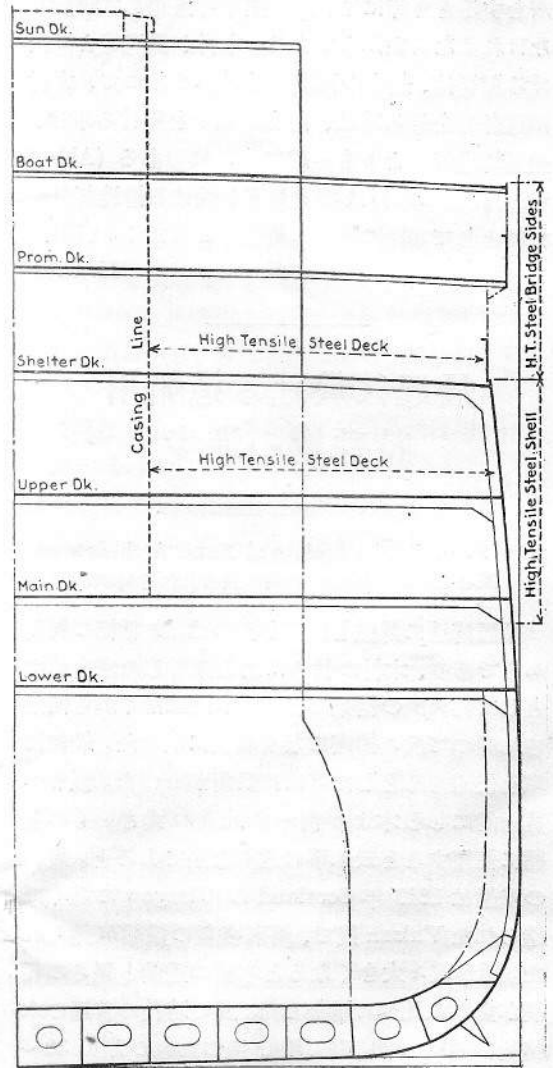 Sun Dk.
Boat Dk.
Prom. Dk.
H.T. Steel Bridge Sides
Line
High Tensile Steel Deck
Shelter Dk.
Casing
High Tensile Steel Deck
High Tensile Steel Shell
Upper Dk.
Main Dk.
Lower Dk.